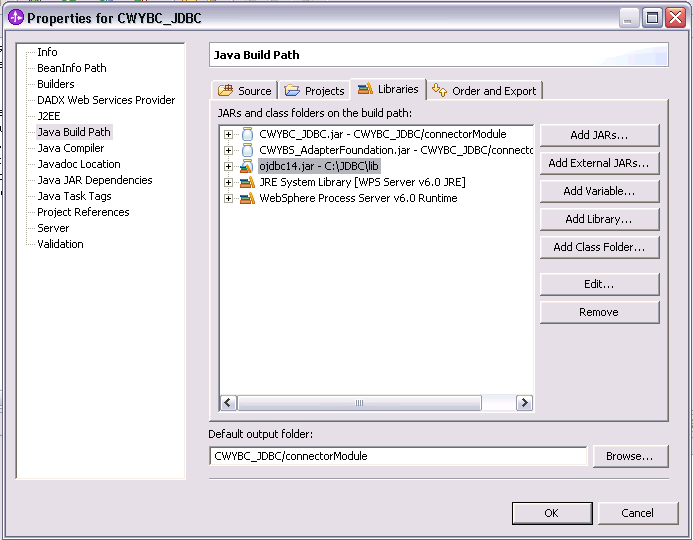 Properties for CWYBC_JDBC
Info
BeanInfo Path
Builders
DADX Web Services Provider
J2EE
Java Build Path
Java Compiler
Javadoc Location
Java JAR Dependencies
Java Task Tags
Project References
Server
Validation
Java Build Path
Source
Projects
Libraries
Order and Export
JARs and class folders on the build path:
CWYBC_JDBC.jar - CWYBC_JDBC/connectorModule
CWYBS_AdapterFoundation.jar - CWYBC_JDBC/connectc
ojdbc14.jar - C:\JDBC\lib
JRE System Library [WPS Server v6.0 JRE]
WebSphere Process Server v6.0 Runtime
Add JARs...
Add External JARs...
Add Variable...
Add Library...
Add Class Folder...
Edit...
Remove
Default output folder:
CWYBC_JDBC/connectorModule
Browse...
OK
Cancel